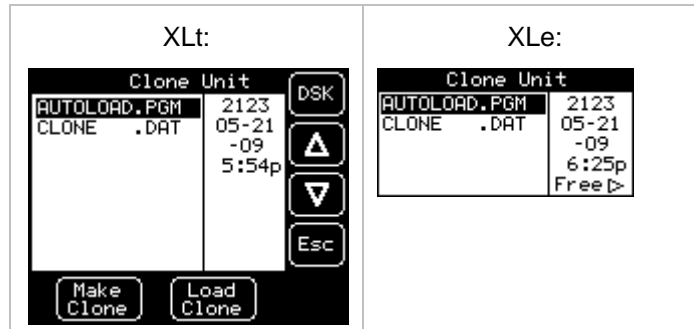 XLt:
Clone Unit
AUTOLOAD.PGM
CLONE .DAT
2123
05-21
-09
5:54p
DSK
Esc
Make
Clone
Load
Clone
XLe:
Clone Unit
AUTOLOAD.PGM
CLONE .DAT
2123
05-21
-09
6:25p
Free